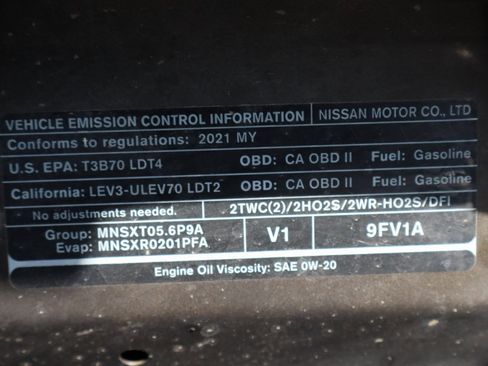 VEHICLE EMISSION CONTROL INFORMATION NISSAN MOTOR CO., LTD
Conforms to regulations: 2021 MY
U.S. EPA: T3B70 LDT4 OBD: CA OBD II Fuel: Gasoline
California: LEV3-ULEV70 LDT2 OBD: CA OBD II Fuel: Gasoline
No adjustments needed. 2TWC(2)/2HO2S/2WR-HO2S/DFI
Group: MNSXT05.6P9A V1 9FV1A
Evap: MNSXR0201PFA
Engine Oil Viscosity: SAE 0W-20